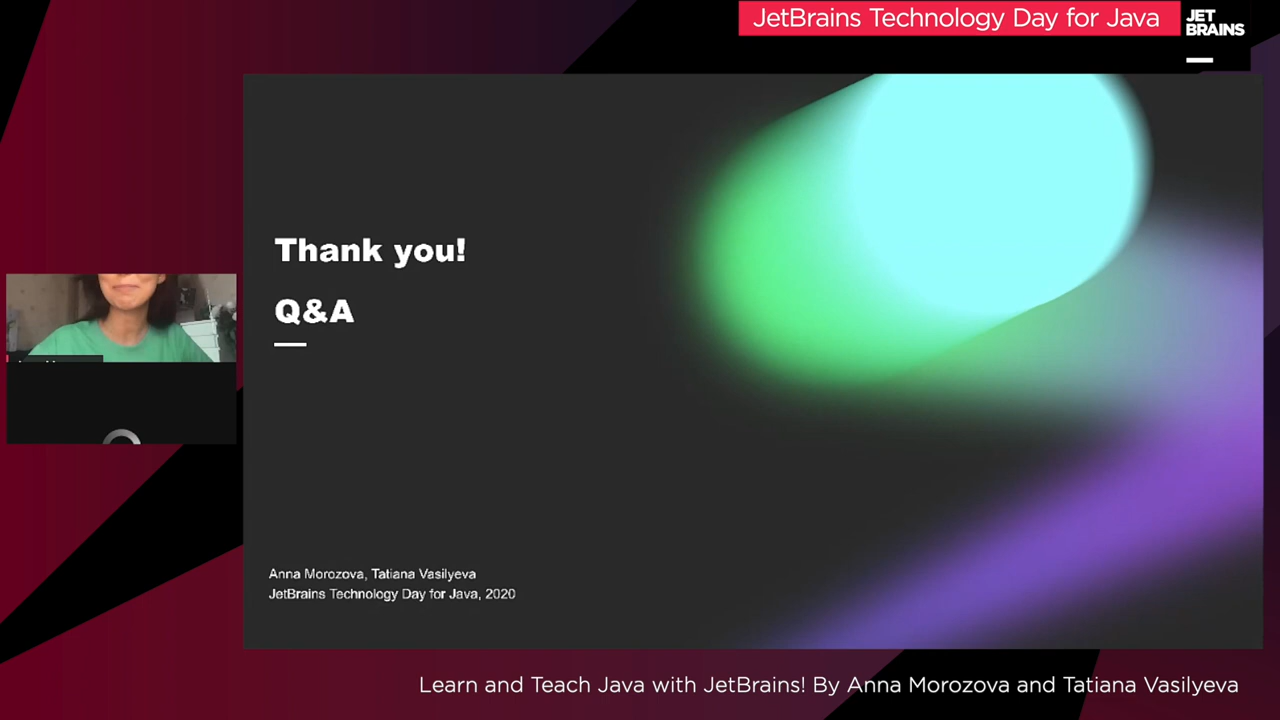 JetBrains Technology Day for Java
JET
BRAINS
Thank you!
Q&A
Anna Morozova, Tatiana Vasilyeva
JetBrains Technology Day for Java, 2020
Learn and Teach Java with JetBrains! By Anna Morozova and Tatiana Vasilyeva